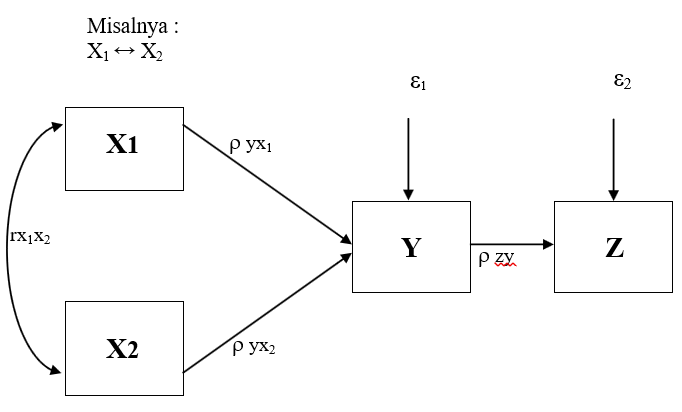 Misalnya :
X₁ ↔ X₂
ε₁
ε₂
X1
ρ yx₁
rx₁x₂
Y
ρ zy
Z
X2
ρ yx₂